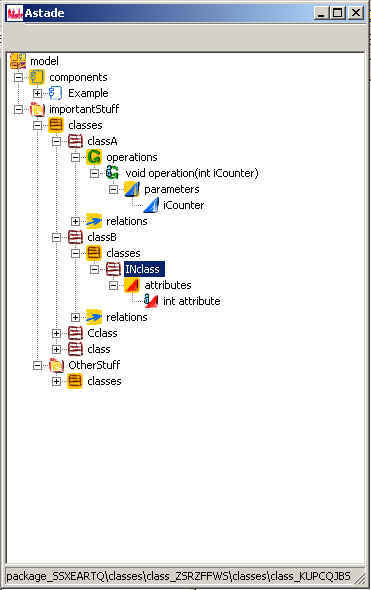 Astade
model
components
Example
importantStuff
classes
classA
operations
void operation(int iCounter)
parameters
iCounter
relations
classB
classes
INclass
attributes
int attribute
relations
Cclass
class
OtherStuff
classes
package_SSXEARTQ\classes\class_ZSRZFFWS\classes\class_KUPCQJBS